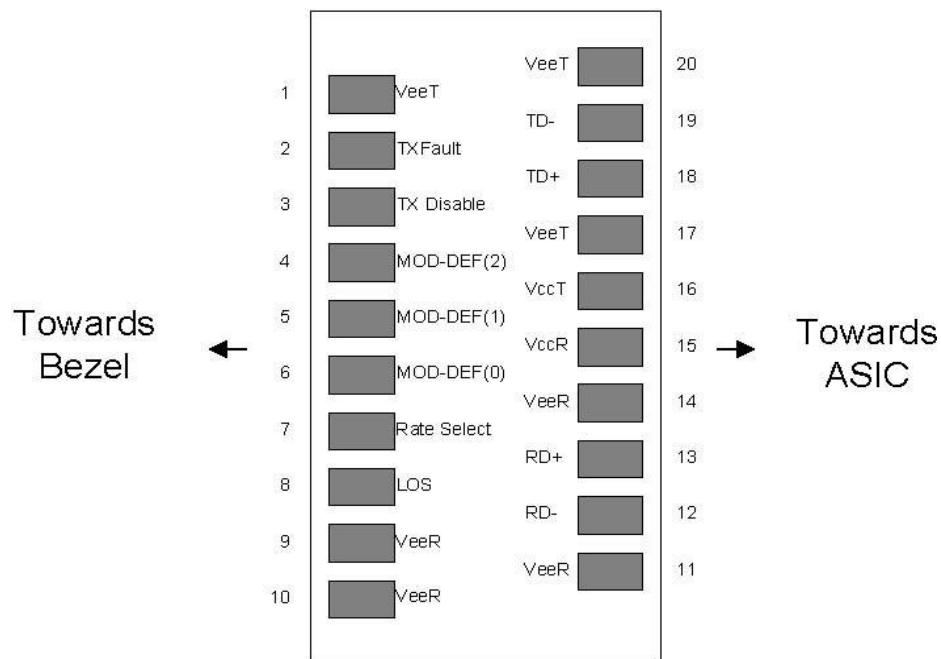 VeeT 20
1 VeeT
TD- 19
2 TXFault
TD+ 18
3 TX Disable
VeeT 17
4 MOD-DEF(2)
VccT 16
5 MOD-DEF(1)
VccR 15
6 MOD-DEF(0)
VeeR 14
7 Rate Select
RD+ 13
8 LOS
RD- 12
9 VeeR
VeeR 11
10 VeeR
Towards
Bezel
Towards
ASIC